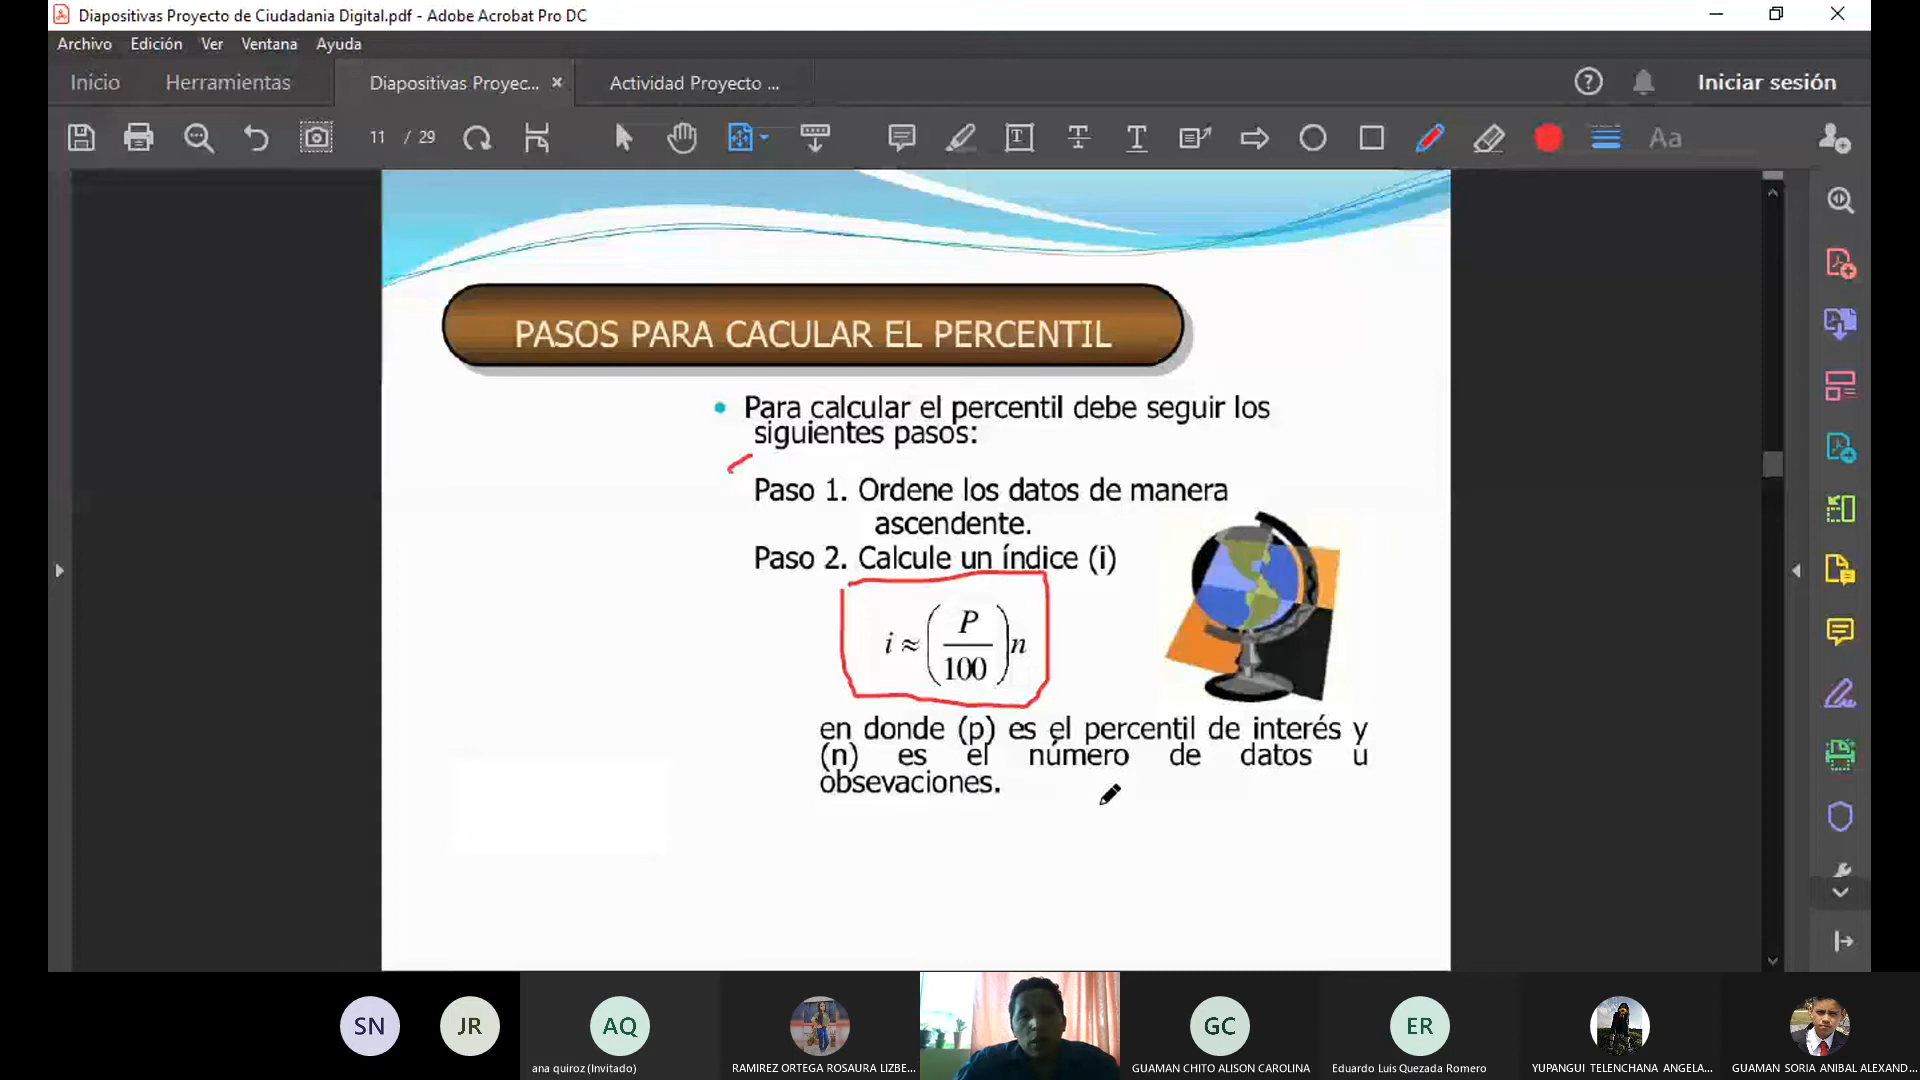 Diapositivas Proyecto de Ciudadania Digital.pdf - Adobe Acrobat Pro DC
Archivo Edición Ver Ventana Ayuda
Inicio Herramientas Diapositivas Proyec... × Actividad Proyecto ... Iniciar sesión
11 / 29 Aa
PASOS PARA CACULAR EL PERCENTIL
• Para calcular el percentil debe seguir los
siguientes pasos:
Paso 1. Ordene los datos de manera
ascendente.
Paso 2. Calcule un índice (i)
i ≈ (P/100)n
en donde (p) es el percentil de interés y
(n) es el número de datos u
obsevaciones.
SN JR AQ GC ER
ana quiroz (Invitado) RAMIREZ ORTEGA ROSAURA LIZBE... GUAMAN CHITO ALISON CAROLINA Eduardo Luis Quezada Romero YUPANGUI TELENCHANA ANGELA... GUAMAN SORIA ANIBAL ALEXAND...